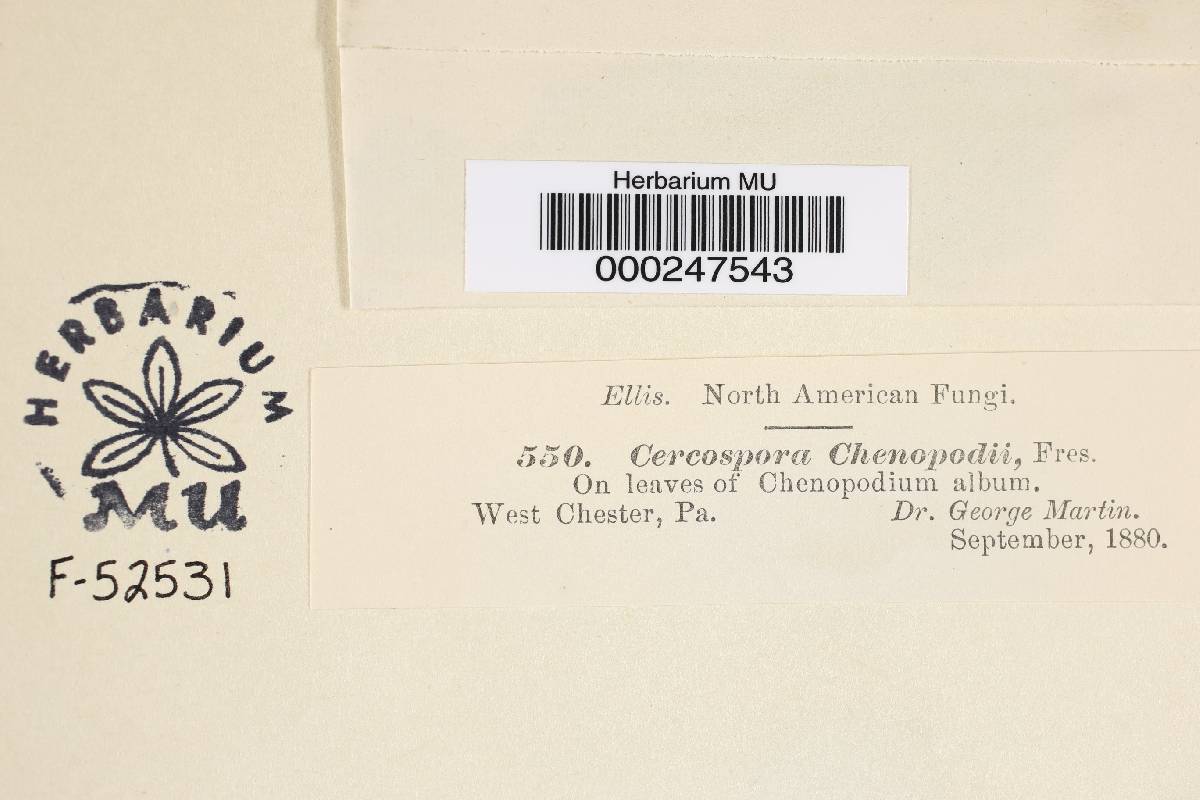 Herbarium MU
000247543
HERBARIUM
MU
F-52531
Ellis. North American Fungi.
550. Cercospora Chenopodii, Fres.
On leaves of Chenopodium album.
West Chester, Pa. Dr. George Martin.
September, 1880.